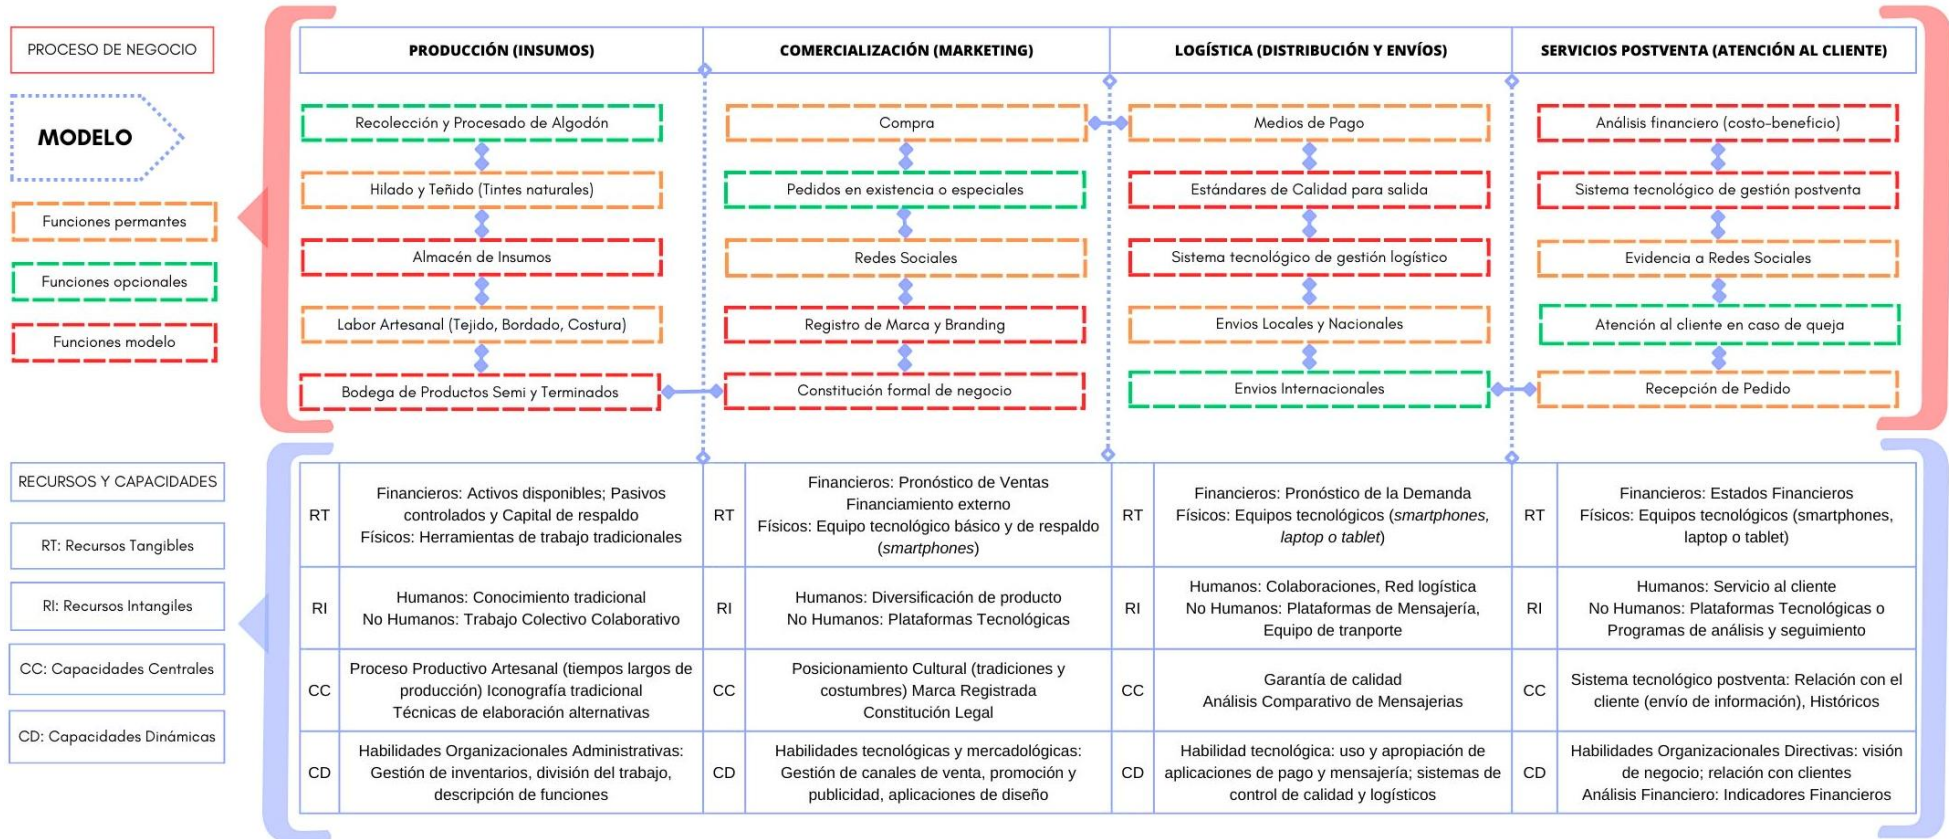 PROCESO DE NEGOCIO
MODELO
Funciones permantes
Funciones opcionales
Funciones modelo
PRODUCCIÓN (INSUMOS)
COMERCIALIZACIÓN (MARKETING)
LOGÍSTICA (DISTRIBUCIÓN Y ENVÍOS)
SERVICIOS POSTVENTA (ATENCIÓN AL CLIENTE)
Recolección y Procesado de Algodón
Hilado y Teñido (Tintes naturales)
Almacén de Insumos
Labor Artesanal (Tejido, Bordado, Costura)
Bodega de Productos Semi y Terminados
Compra
Pedidos en existencia o especiales
Redes Sociales
Registro de Marca y Branding
Constitución formal de negocio
Medios de Pago
Estándares de Calidad para salida
Sistema tecnológico de gestión logístico
Envios Locales y Nacionales
Envios Internacionales
Análisis financiero (costo-beneficio)
Sistema tecnológico de gestión postventa
Evidencia a Redes Sociales
Atención al cliente en caso de queja
Recepción de Pedido
RECURSOS Y CAPACIDADES
RT: Recursos Tangibles
RI: Recursos Intangiles
CC: Capacidades Centrales
CD: Capacidades Dinámicas
RT
Financieros: Activos disponibles; Pasivos
controlados y Capital de respaldo
Físicos: Herramientas de trabajo tradicionales
RT
Financieros: Pronóstico de Ventas
Financiamiento externo
Físicos: Equipo tecnológico básico y de respaldo
(smartphones)
RT
Financieros: Pronóstico de la Demanda
Físicos: Equipos tecnológicos (smartphones,
laptop o tablet)
RT
Financieros: Estados Financieros
Físicos: Equipos tecnológicos (smartphones,
laptop o tablet)
RI
Humanos: Conocimiento tradicional
No Humanos: Trabajo Colectivo Colaborativo
RI
Humanos: Diversificación de producto
No Humanos: Plataformas Tecnológicas
RI
Humanos: Colaboraciones, Red logística
No Humanos: Plataformas de Mensajería,
Equipo de tranporte
RI
Humanos: Servicio al cliente
No Humanos: Plataformas Tecnológicas o
Programas de análisis y seguimiento
CC
Proceso Productivo Artesanal (tiempos largos de
producción) Iconografía tradicional
Técnicas de elaboración alternativas
CC
Posicionamiento Cultural (tradiciones y
costumbres) Marca Registrada
Constitución Legal
CC
Garantía de calidad
Análisis Comparativo de Mensajerias
CC
Sistema tecnológico postventa: Relación con el
cliente (envío de información), Históricos
CD
Habilidades Organizacionales Administrativas:
Gestión de inventarios, división del trabajo,
descripción de funciones
CD
Habilidades tecnológicas y mercadológicas:
Gestión de canales de venta, promoción y
publicidad, aplicaciones de diseño
CD
Habilidad tecnológica: uso y apropiación de
aplicaciones de pago y mensajería; sistemas de
control de calidad y logísticos
CD
Habilidades Organizacionales Directivas: visión
de negocio; relación con clientes
Análisis Financiero: Indicadores Financieros